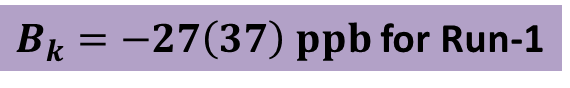 B_k = −27(37) ppb for Run-1